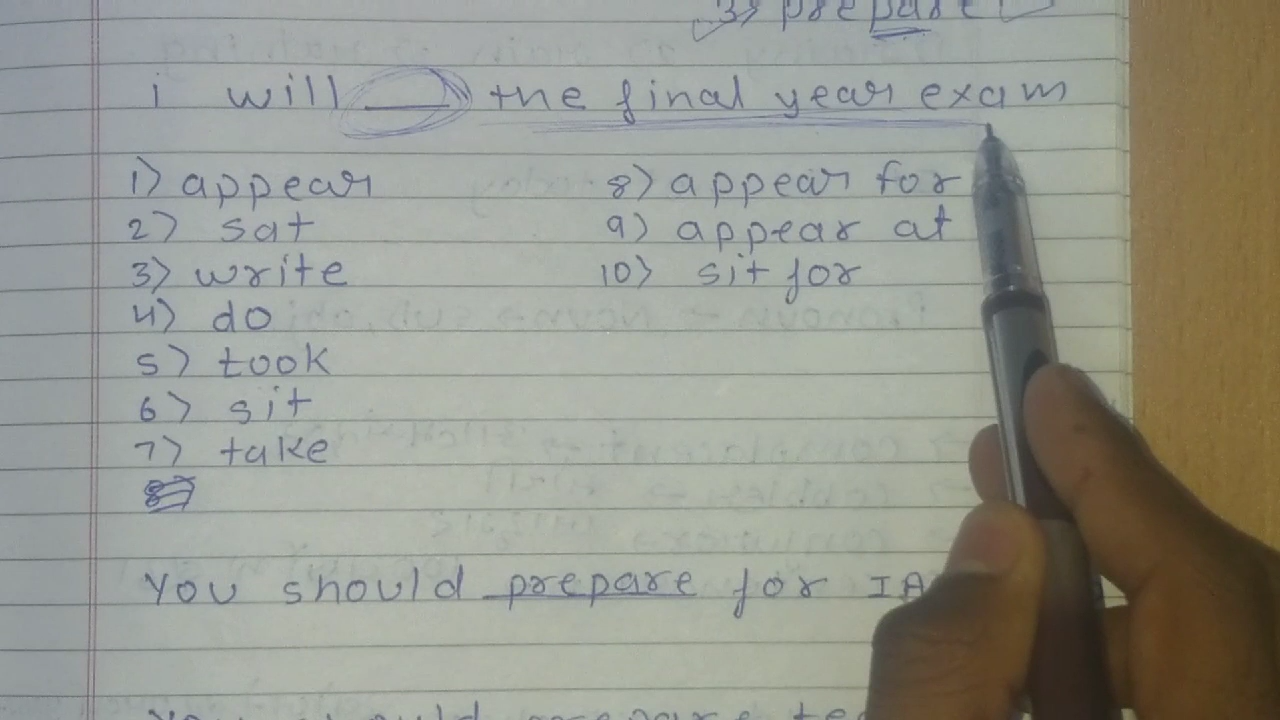 3) prepare
i will ___ the final year exam
1) appear 8) appear for
2) sat 9) appear at
3) write 10) sit for
4) do
5) took
6) sit
7) take
You should prepare for IA